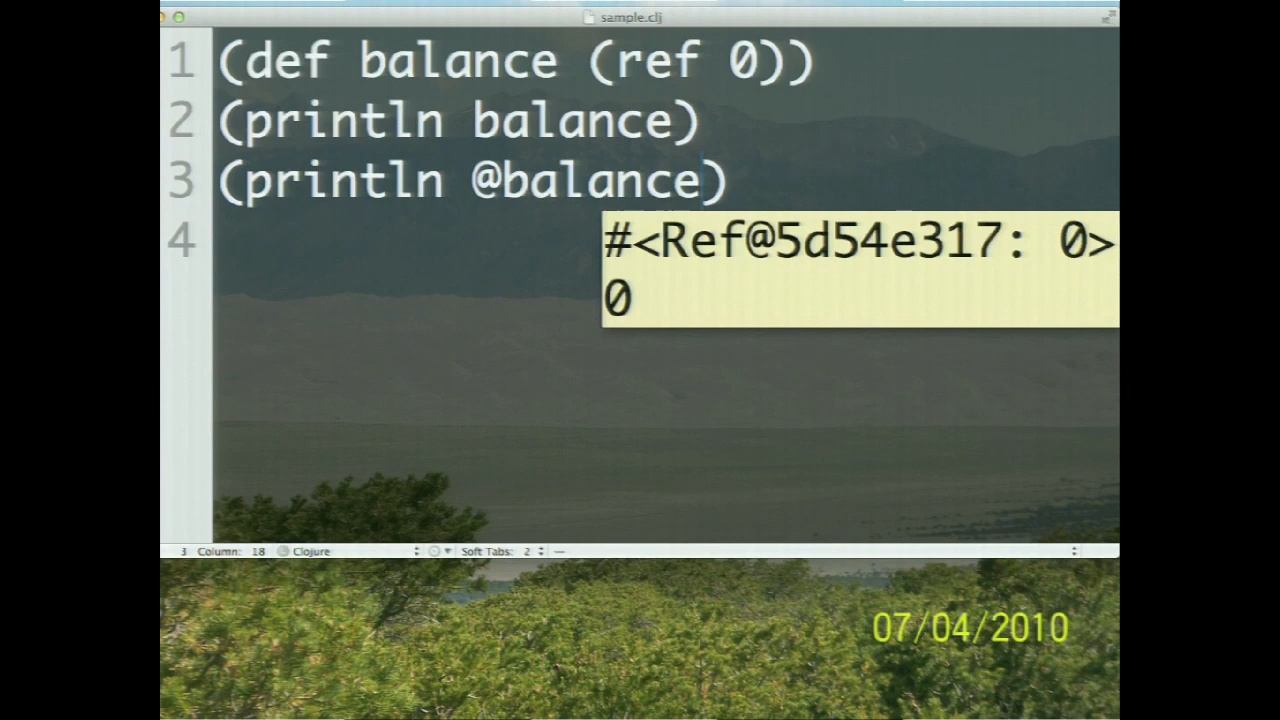 sample.clj
1 (def balance (ref 0))
2 (println balance)
3 (println @balance)
4
#<Ref@5d54e317: 0>
0
3 Column: 18 Clojure Soft Tabs: 2 —
07/04/2010